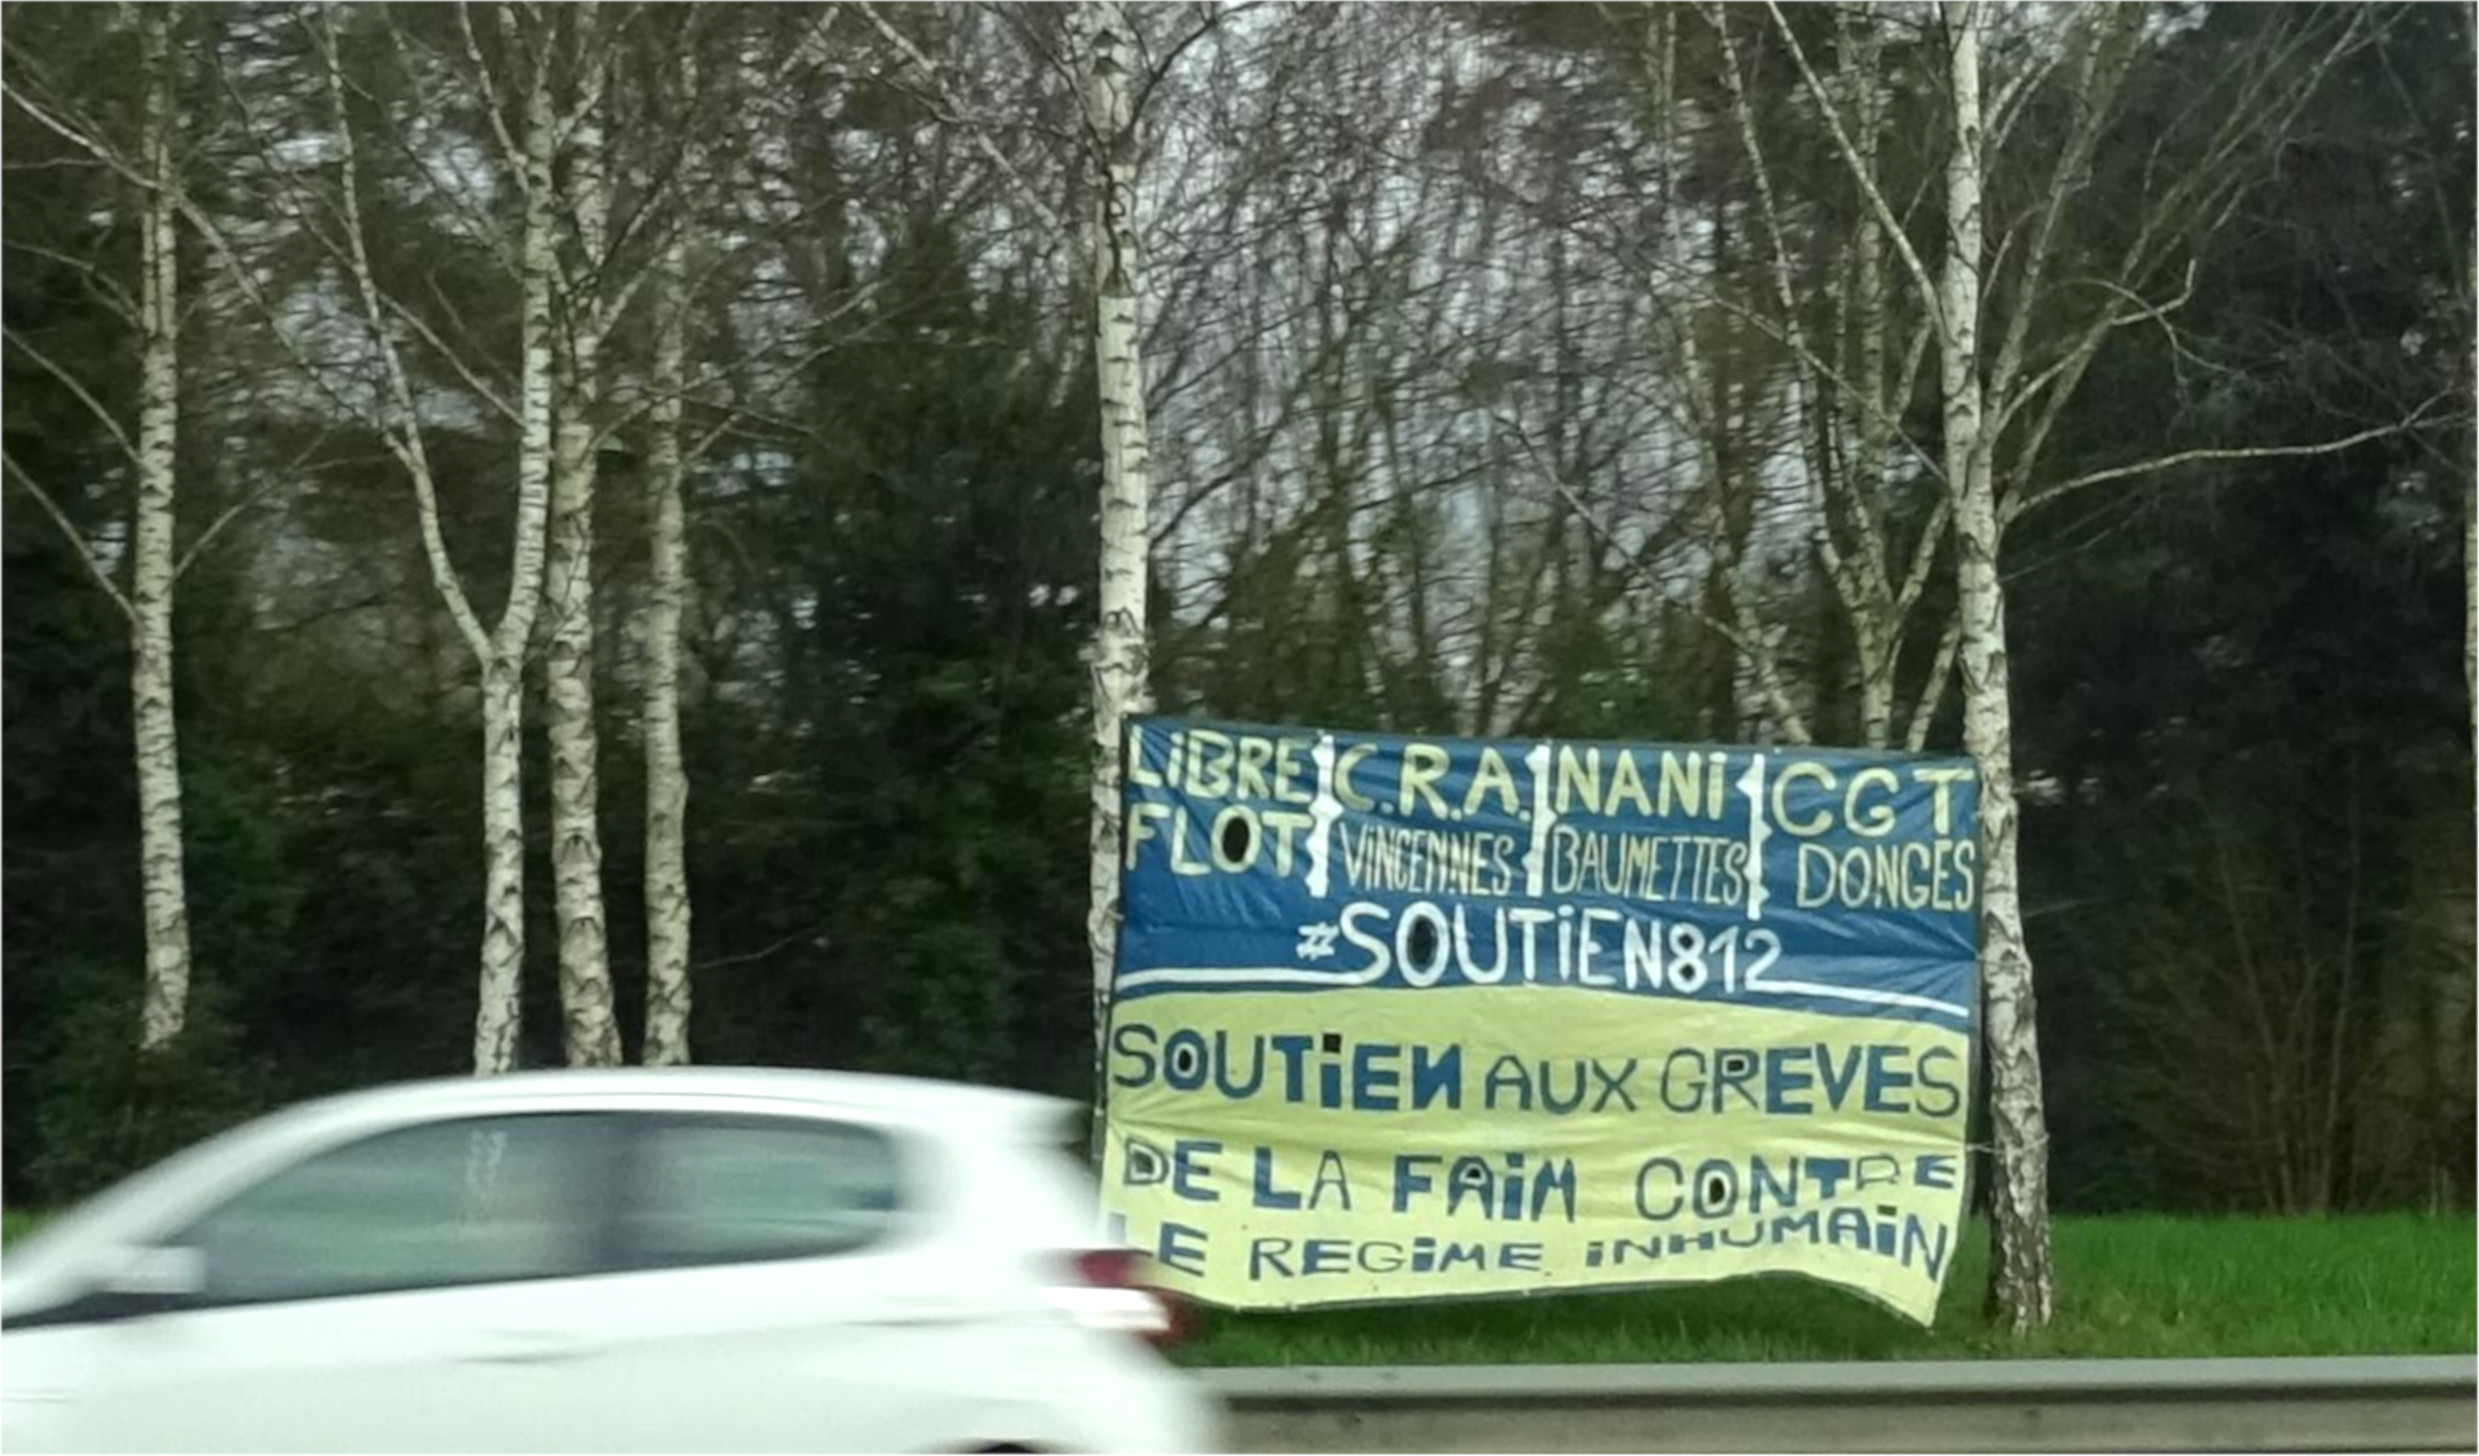 LiBRE C.R.A. NANi CGT
FLOT VINCENNES BAUMETTES DONGES
#SOUTiEN812
SOUTiEN AUX GREVES
DE LA FAiM CONTRE
LE REGiME iNHUMAiN